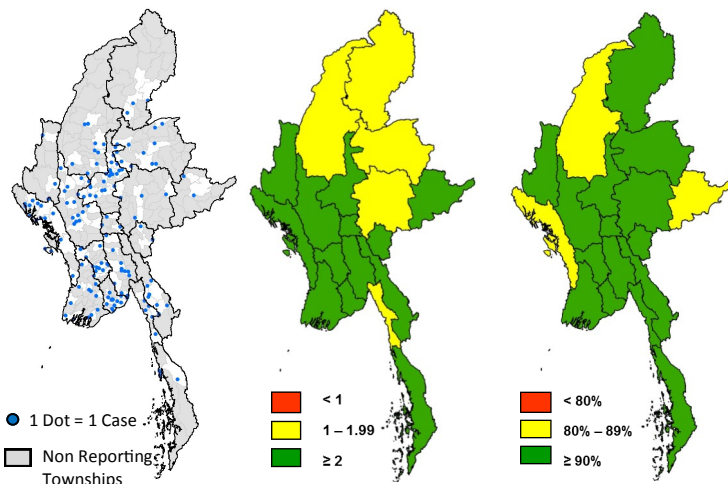 1 Dot = 1 Case
Non Reporting
Townships
< 1
1 – 1.99
≥ 2
< 80%
80% – 89%
≥ 90%